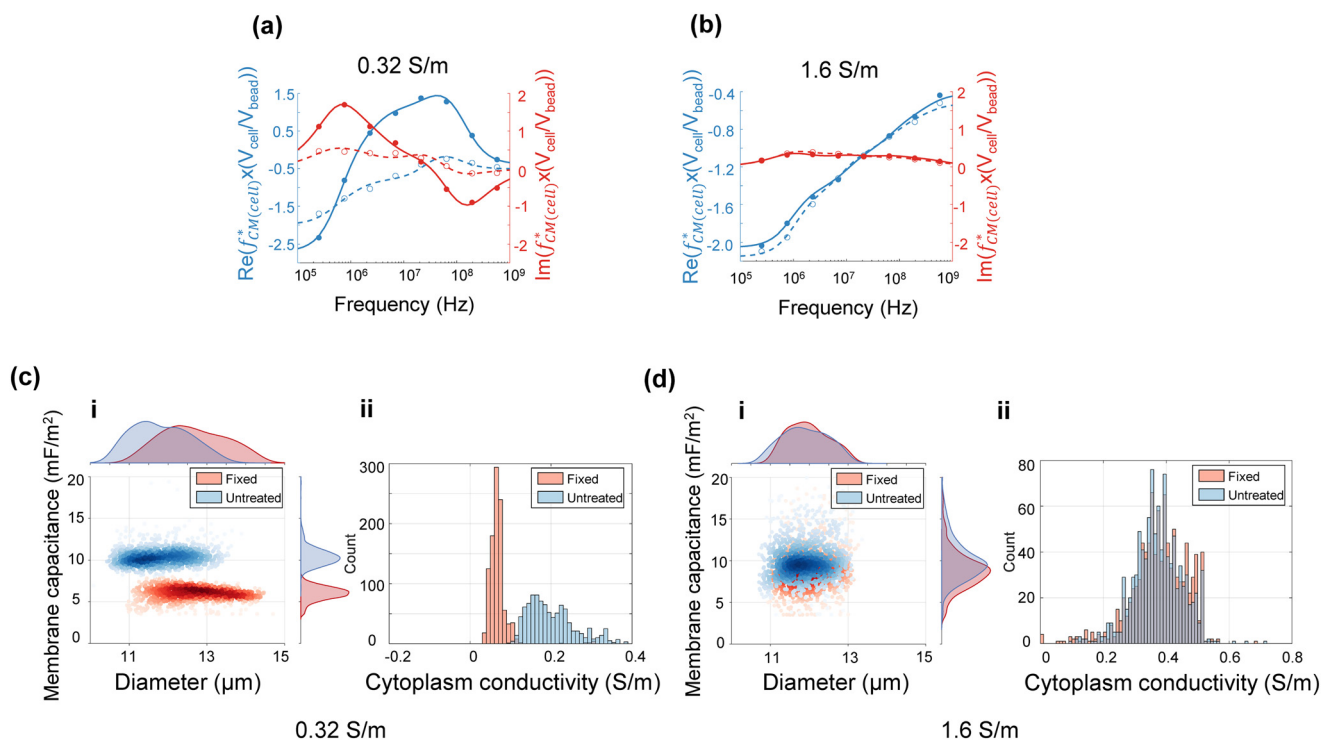 (a)
0.32 S/m
Re(f*CM(cell)x(Vcell/Vbead))
1.5
0.5
-0.5
-1.5
-2.5
2
1
0
-1
-2
Im(f*CM(cell)x(Vcell/Vbead))
10^5 10^6 10^7 10^8 10^9
Frequency (Hz)
(b)
1.6 S/m
Re(f*CM(cell)x(Vcell/Vbead))
-0.4
-0.8
-1.2
-1.6
-2.0
2
1
0
-1
-2
Im(f*CM(cell)x(Vcell/Vbead))
10^5 10^6 10^7 10^8 10^9
Frequency (Hz)
(c)
i
Membrane capacitance (mF/m²)
20
15
10
5
0
Fixed
Untreated
11 13 15
Diameter (µm)
ii
Count
300
200
100
0
Fixed
Untreated
-0.2 0 0.2 0.4
Cytoplasm conductivity (S/m)
0.32 S/m
(d)
i
Membrane capacitance (mF/m²)
20
15
10
5
0
Fixed
Untreated
11 13 15
Diameter (µm)
ii
Count
80
60
40
20
0
Fixed
Untreated
0 0.2 0.4 0.6 0.8
Cytoplasm conductivity (S/m)
1.6 S/m